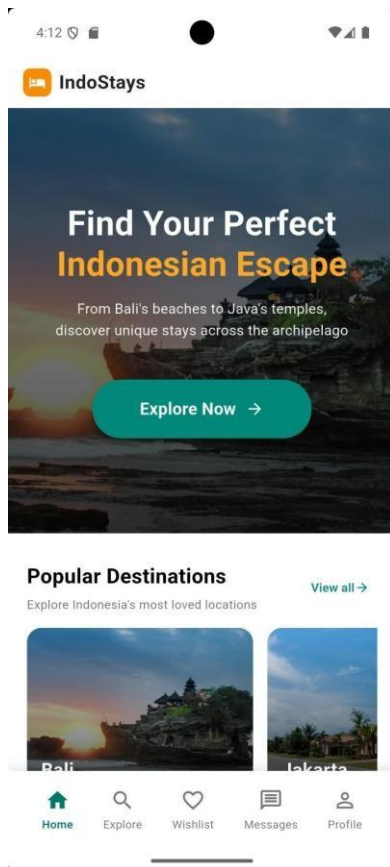 4:12
IndoStays
Find Your Perfect
Indonesian Escape
From Bali's beaches to Java's temples,
discover unique stays across the archipelago
Explore Now →
Popular Destinations
View all →
Explore Indonesia's most loved locations
Bali
Jakarta
Home
Explore
Wishlist
Messages
Profile